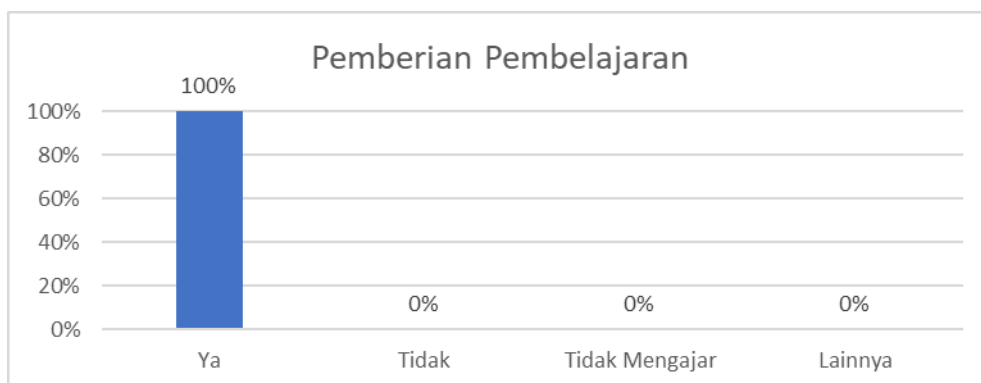 Pemberian Pembelajaran
100%
100%
80%
60%
40%
20%
0%
0%
0%
0%
Ya
Tidak
Tidak Mengajar
Lainnya